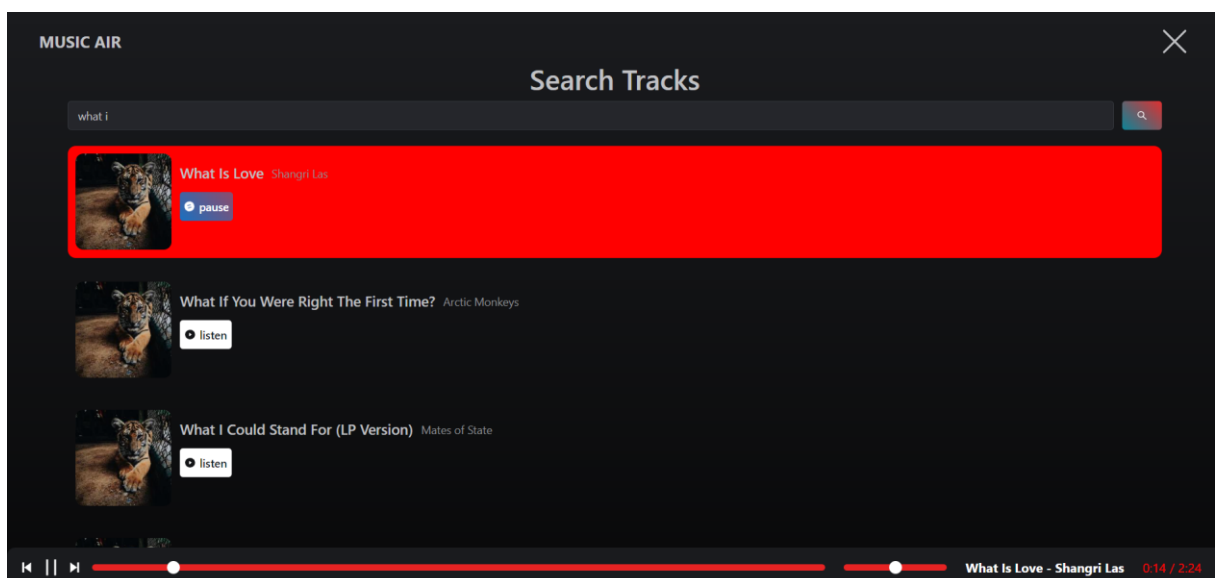 MUSIC AIR
Search Tracks
what i
What Is Love Shangri Las
pause
What If You Were Right The First Time? Arctic Monkeys
listen
What I Could Stand For (LP Version) Mates of State
listen
What Is Love - Shangri Las 0:14 / 2:24